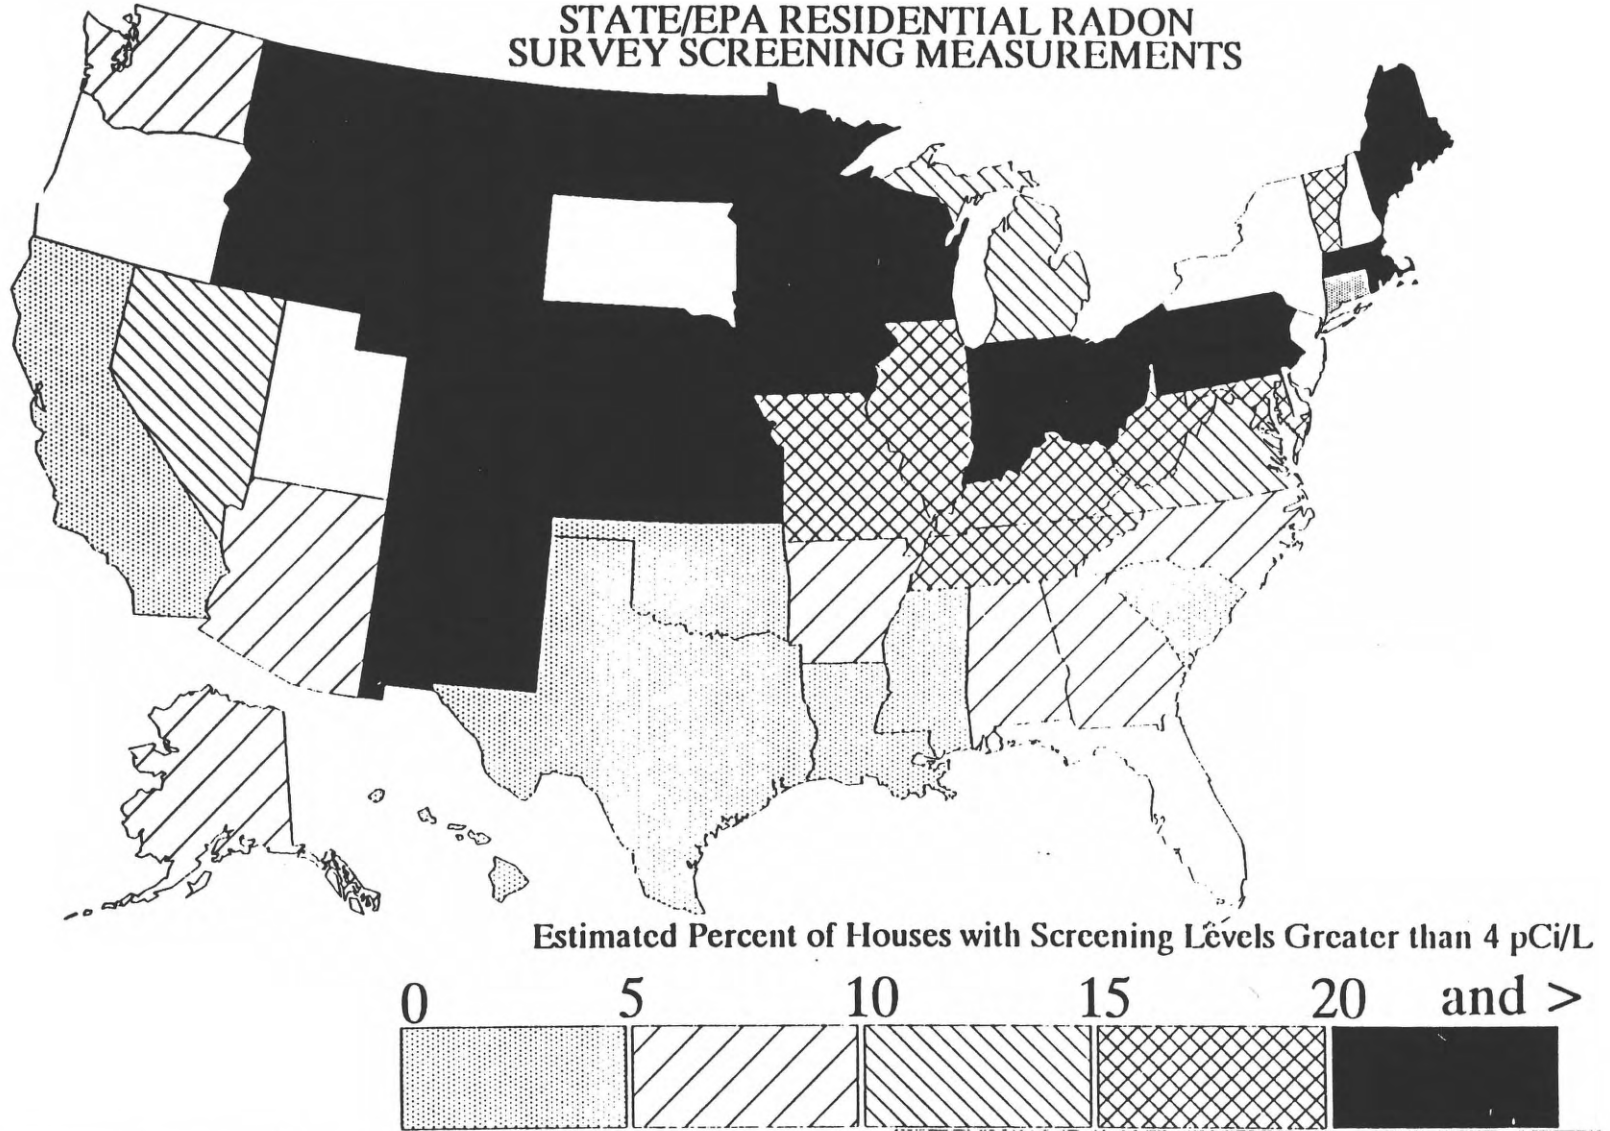 STATE/EPA RESIDENTIAL RADON
SURVEY SCREENING MEASUREMENTS
Estimated Percent of Houses with Screening Levels Greater than 4 pCi/L
0 5 10 15 20 and >